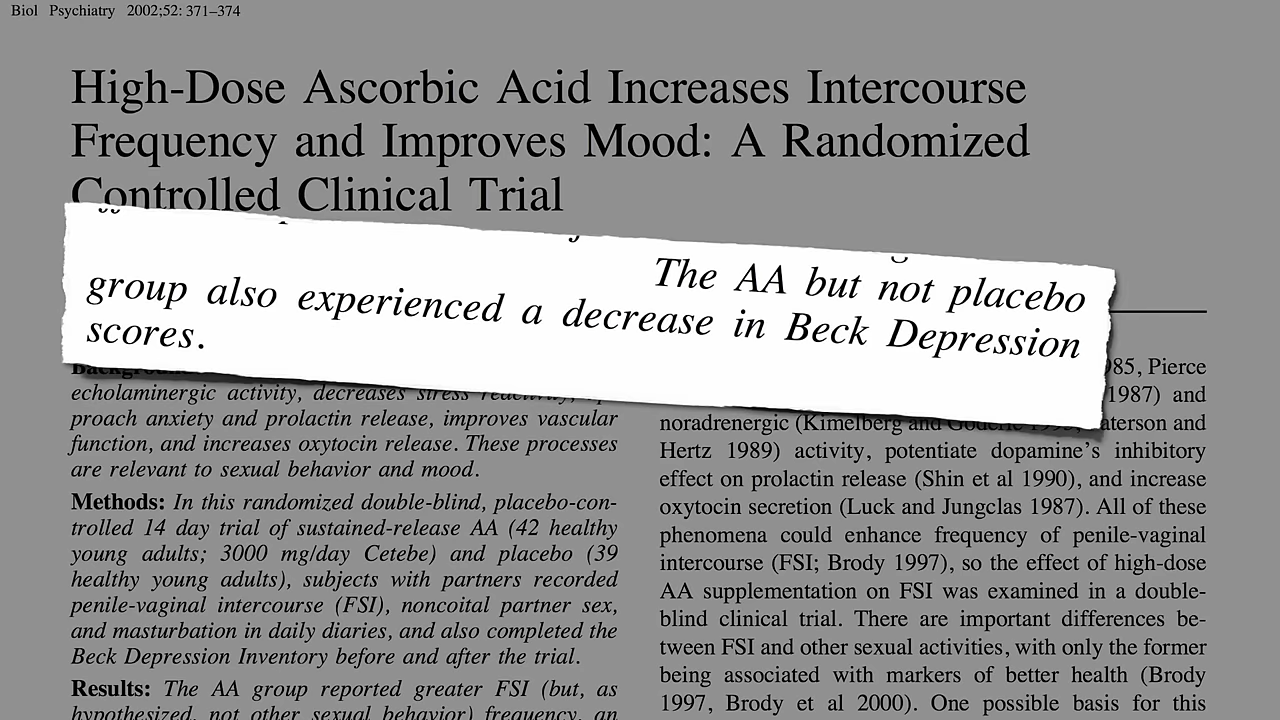 Biol Psychiatry 2002;52: 371–374
High-Dose Ascorbic Acid Increases Intercourse
Frequency and Improves Mood: A Randomized
Controlled Clinical Trial
The AA but not placebo
group also experienced a decrease in Beck Depression
scores.
echolaminergic activity, decreases stress reactivity,
proach anxiety and prolactin release, improves vascular
function, and increases oxytocin release. These processes
are relevant to sexual behavior and mood.
Methods: In this randomized double-blind, placebo-con-
trolled 14 day trial of sustained-release AA (42 healthy
young adults; 3000 mg/day Cetebe) and placebo (39
healthy young adults), subjects with partners recorded
penile-vaginal intercourse (FSI), noncoital partner sex,
and masturbation in daily diaries, and also completed the
Beck Depression Inventory before and after the trial.
Results: The AA group reported greater FSI (but, as
hypothesized, not other sexual behavior) frequency, an
985, Pierce
1987) and
noradrenergic (Kimelberg and Goderie 1993; aterson and
Hertz 1989) activity, potentiate dopamine's inhibitory
effect on prolactin release (Shin et al 1990), and increase
oxytocin secretion (Luck and Jungclas 1987). All of these
phenomena could enhance frequency of penile-vaginal
intercourse (FSI; Brody 1997), so the effect of high-dose
AA supplementation on FSI was examined in a double-
blind clinical trial. There are important differences be-
tween FSI and other sexual activities, with only the former
being associated with markers of better health (Brody
1997, Brody et al 2000). One possible basis for this